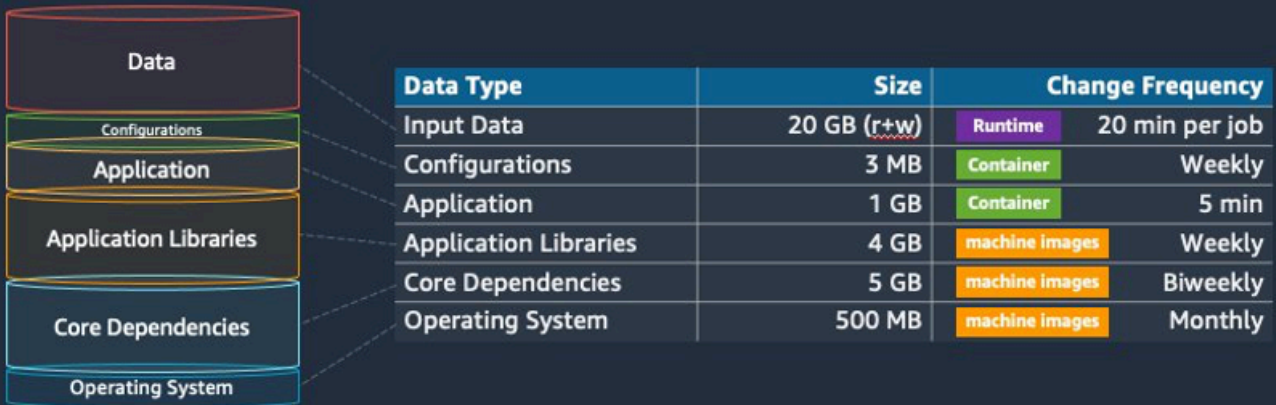 Data
Configurations
Application
Application Libraries
Core Dependencies
Operating System
Data Type Size Change Frequency
Input Data 20 GB (r+w) Runtime 20 min per job
Configurations 3 MB Container Weekly
Application 1 GB Container 5 min
Application Libraries 4 GB machine images Weekly
Core Dependencies 5 GB machine images Biweekly
Operating System 500 MB machine images Monthly